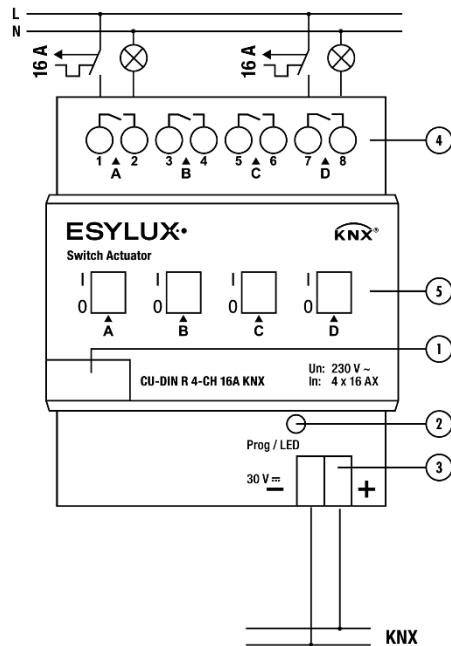 L
N
16 A 16 A
1 2 3 4 5 6 7 8
A B C D
4
ESYLUX KNX®
Switch Actuator
I I I I
5
0 0 0 0
A B C D
1
CU-DIN R 4-CH 16A KNX
Un: 230 V ~
In: 4 x 16 AX
2
Prog / LED
3
30 V ⎓ − +
KNX